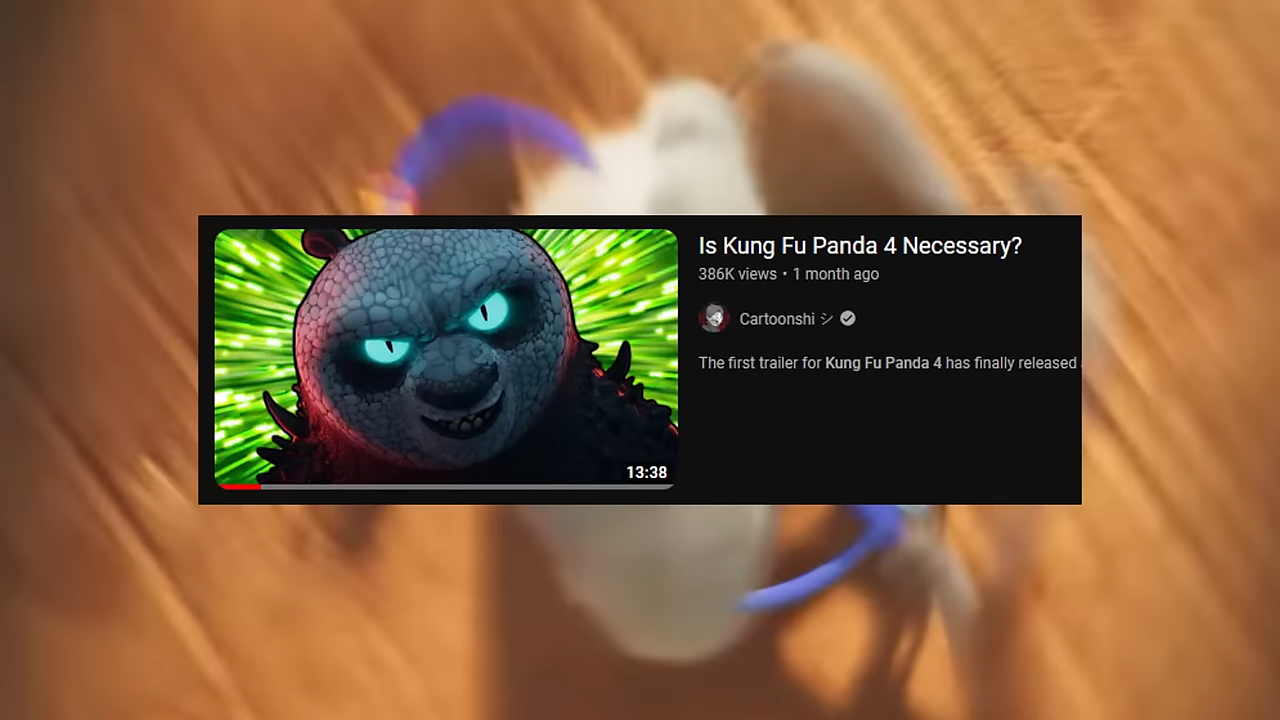 Is Kung Fu Panda 4 Necessary?
386K views • 1 month ago
Cartoonshi シ
The first trailer for Kung Fu Panda 4 has finally released
13:38